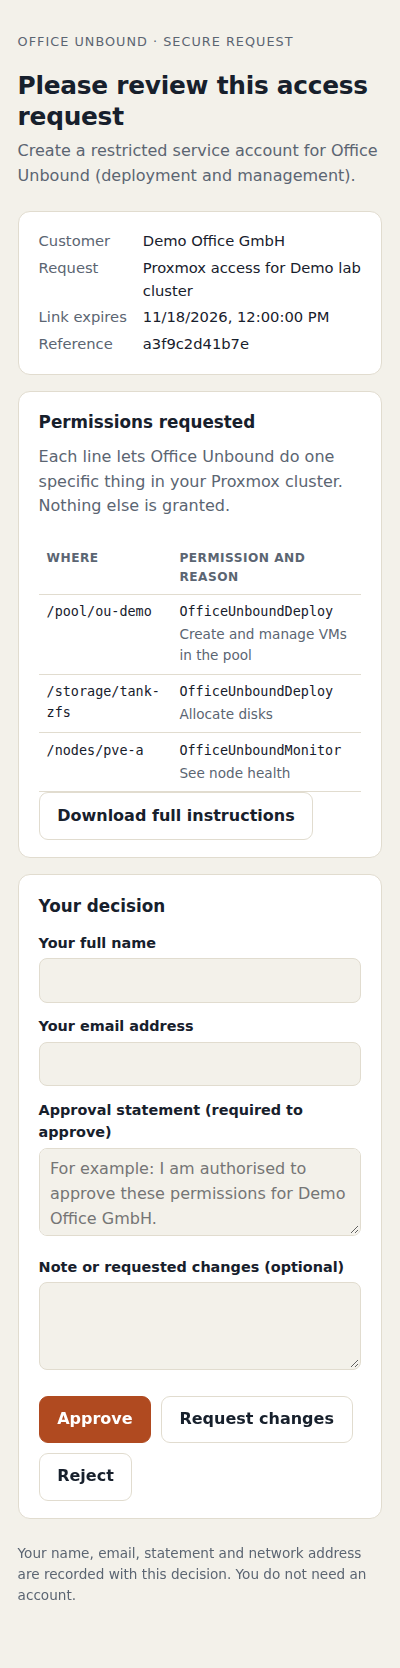 OFFICE UNBOUND · SECURE REQUEST
Please review this access
request
Create a restricted service account for Office
Unbound (deployment and management).
Customer Demo Office GmbH
Request Proxmox access for Demo lab
cluster
Link expires 11/18/2026, 12:00:00 PM
Reference a3f9c2d41b7e
Permissions requested
Each line lets Office Unbound do one
specific thing in your Proxmox cluster.
Nothing else is granted.
WHERE PERMISSION AND
REASON
/pool/ou-demo OfficeUnboundDeploy
Create and manage VMs
in the pool
/storage/tank- OfficeUnboundDeploy
zfs Allocate disks
/nodes/pve-a OfficeUnboundMonitor
See node health
Download full instructions
Your decision
Your full name
Your email address
Approval statement (required to
approve)
For example: I am authorised to
approve these permissions for Demo
Office GmbH.
Note or requested changes (optional)
Approve Request changes
Reject
Your name, email, statement and network address
are recorded with this decision. You do not need an
account.